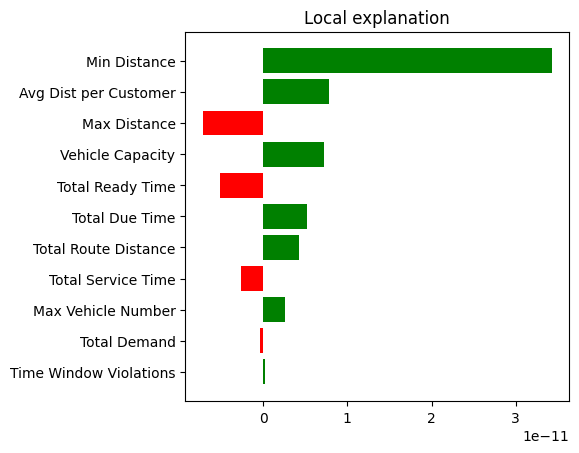 Local explanation
Min Distance
Avg Dist per Customer
Max Distance
Vehicle Capacity
Total Ready Time
Total Due Time
Total Route Distance
Total Service Time
Max Vehicle Number
Total Demand
Time Window Violations
0 1 2 3
1e−11